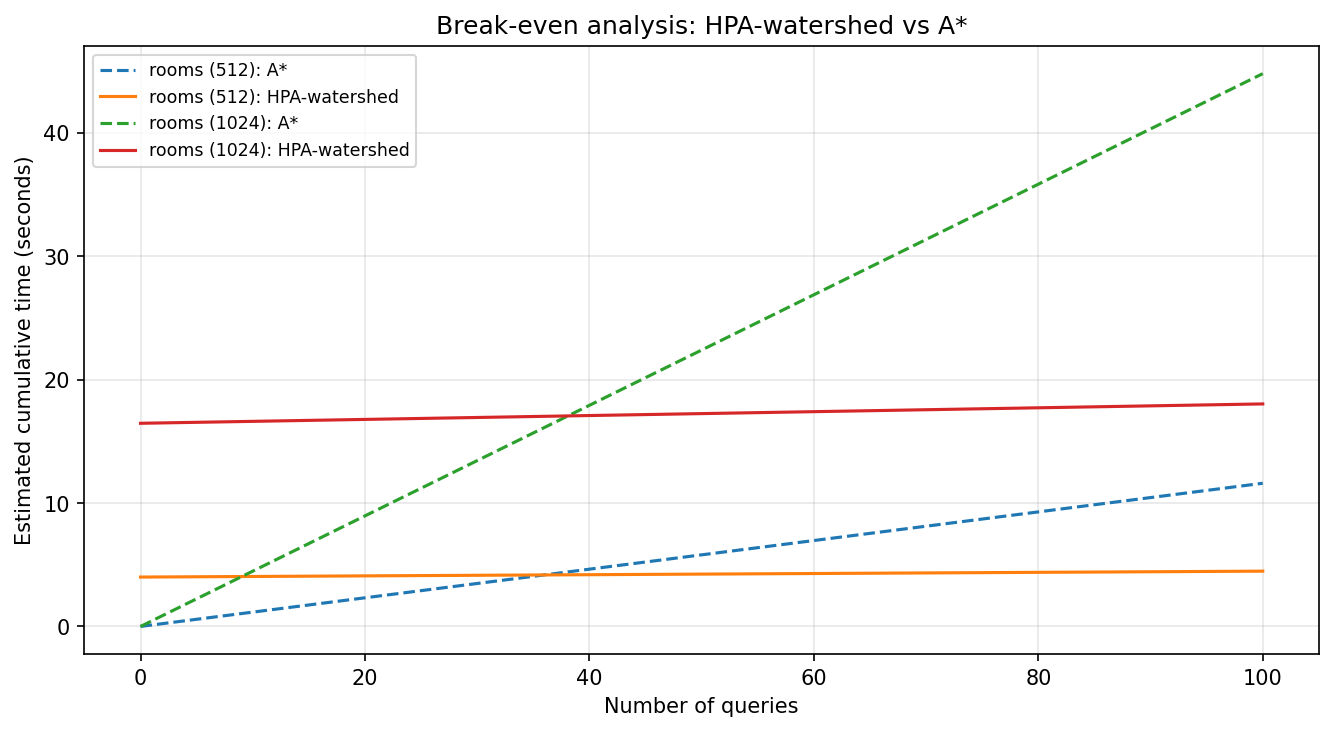 Break-even analysis: HPA-watershed vs A*
rooms (512): A*
rooms (512): HPA-watershed
rooms (1024): A*
rooms (1024): HPA-watershed
Estimated cumulative time (seconds)
40
30
20
10
0
0 20 40 60 80 100
Number of queries